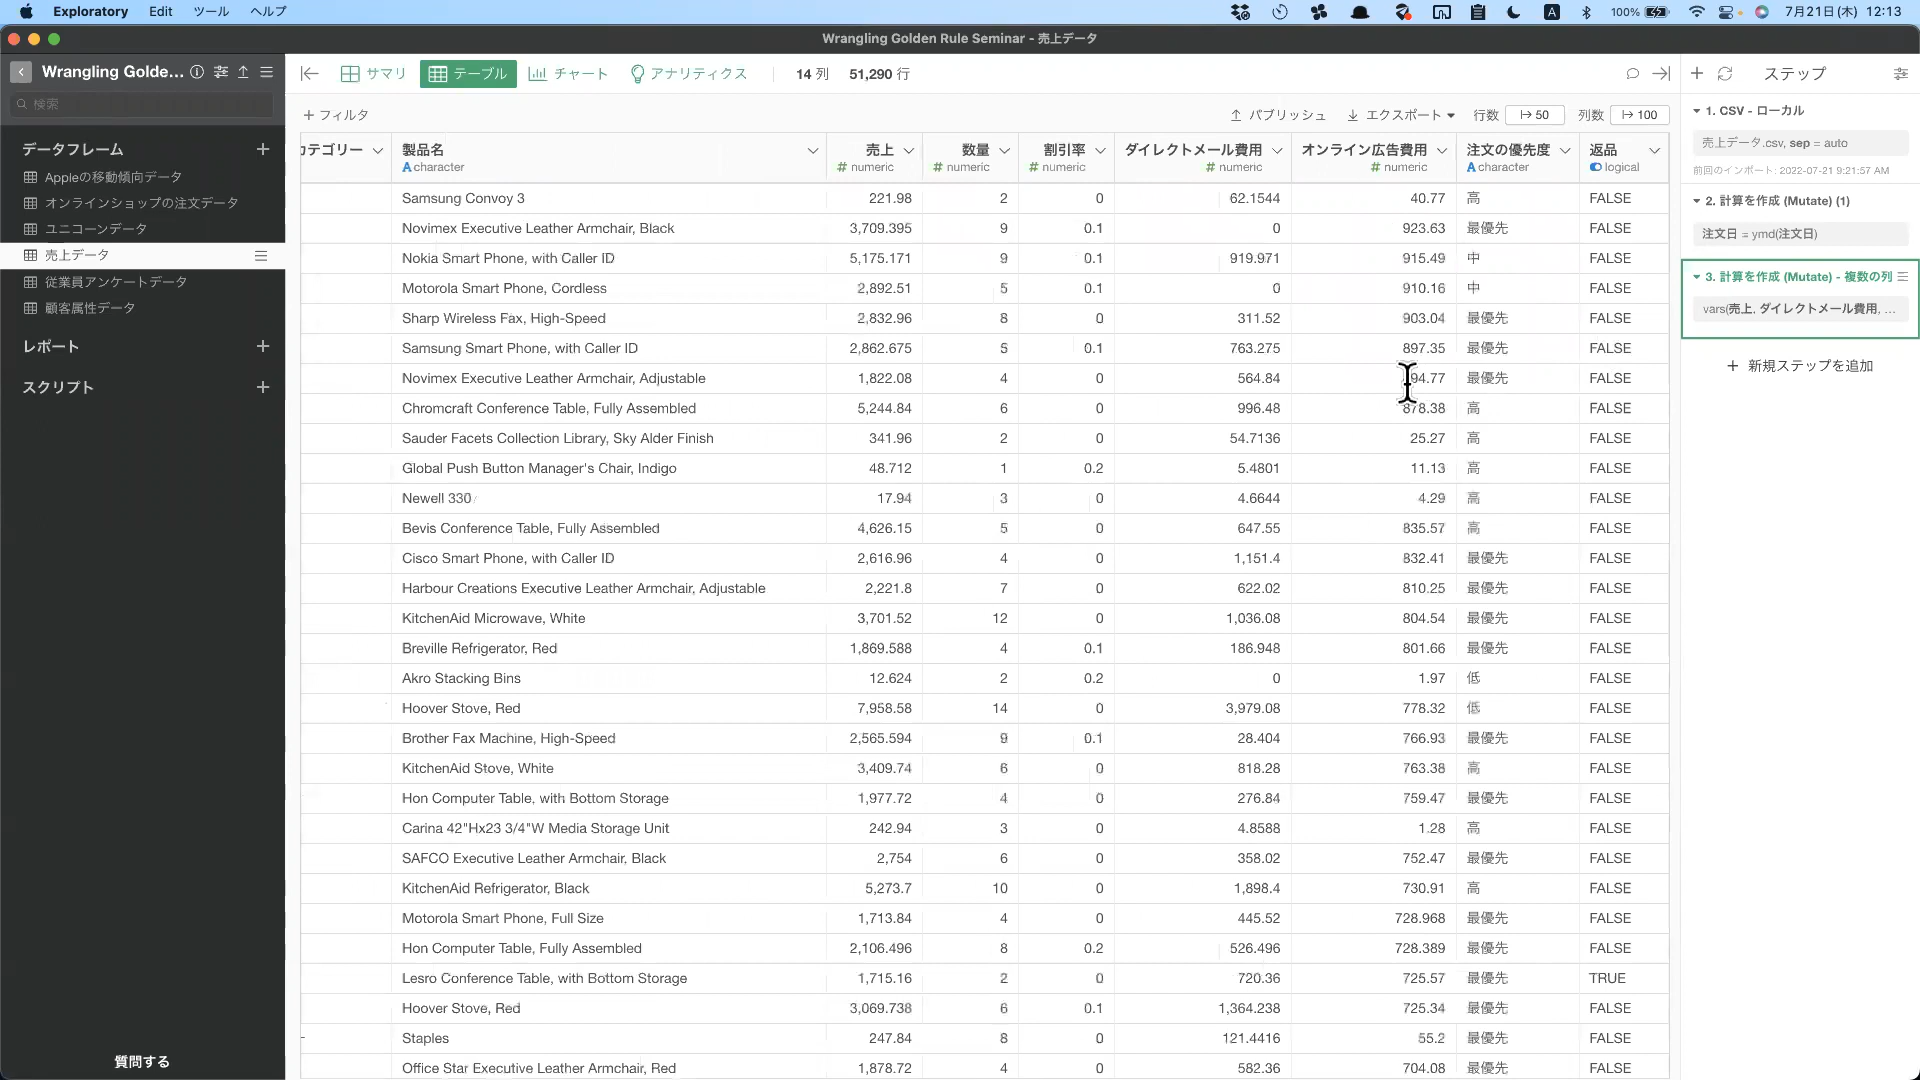 Exploratory Edit ツール ヘルプ A 100% 7月21日(木) 12:13
Wrangling Golden Rule Seminar - 売上データ
Wrangling Golde... サマリ テーブル チャート アナリティクス 14 列 51,290 行 ステップ
検索
フィルタ パブリッシュ エクスポート 行数 50 列数 100
データフレーム
Appleの移動傾向データ
オンラインショップの注文データ
ユニコーンデータ
売上データ
従業員アンケートデータ
顧客属性データ
レポート
スクリプト
質問する
カテゴリー 製品名 売上 数量 割引率 ダイレクトメール費用 オンライン広告費用 注文の優先度 返品
A character # numeric # numeric # numeric # numeric # numeric A character logical
Samsung Convoy 3 221.98 2 0 62.1544 40.77 高 FALSE
Novimex Executive Leather Armchair, Black 3,709.395 9 0.1 0 923.63 最優先 FALSE
Nokia Smart Phone, with Caller ID 5,175.171 9 0.1 919.971 915.49 中 FALSE
Motorola Smart Phone, Cordless 2,892.51 5 0.1 0 910.16 中 FALSE
Sharp Wireless Fax, High-Speed 2,832.96 8 0 311.52 903.04 最優先 FALSE
Samsung Smart Phone, with Caller ID 2,862.675 5 0.1 763.275 897.35 最優先 FALSE
Novimex Executive Leather Armchair, Adjustable 1,822.08 4 0 564.84 94.77 最優先 FALSE
Chromcraft Conference Table, Fully Assembled 5,244.84 6 0 996.48 878.38 高 FALSE
Sauder Facets Collection Library, Sky Alder Finish 341.96 2 0 54.7136 25.27 高 FALSE
Global Push Button Manager's Chair, Indigo 48.712 1 0.2 5.4801 11.13 高 FALSE
Newell 330 17.94 3 0 4.6644 4.29 高 FALSE
Bevis Conference Table, Fully Assembled 4,626.15 5 0 647.55 835.57 高 FALSE
Cisco Smart Phone, with Caller ID 2,616.96 4 0 1,151.4 832.41 最優先 FALSE
Harbour Creations Executive Leather Armchair, Adjustable 2,221.8 7 0 622.02 810.25 最優先 FALSE
KitchenAid Microwave, White 3,701.52 12 0 1,036.08 804.54 最優先 FALSE
Breville Refrigerator, Red 1,869.588 4 0.1 186.948 801.66 最優先 FALSE
Akro Stacking Bins 12.624 2 0.2 0 1.97 低 FALSE
Hoover Stove, Red 7,958.58 14 0 3,979.08 778.32 低 FALSE
Brother Fax Machine, High-Speed 2,565.594 9 0.1 28.404 766.93 最優先 FALSE
KitchenAid Stove, White 3,409.74 6 0 818.28 763.38 高 FALSE
Hon Computer Table, with Bottom Storage 1,977.72 4 0 276.84 759.47 最優先 FALSE
Carina 42"Hx23 3/4"W Media Storage Unit 242.94 3 0 4.8588 1.28 高 FALSE
SAFCO Executive Leather Armchair, Black 2,754 6 0 358.02 752.47 最優先 FALSE
KitchenAid Refrigerator, Black 5,273.7 10 0 1,898.4 730.91 高 FALSE
Motorola Smart Phone, Full Size 1,713.84 4 0 445.52 728.968 最優先 FALSE
Hon Computer Table, Fully Assembled 2,106.496 8 0.2 526.496 728.389 最優先 FALSE
Lesro Conference Table, with Bottom Storage 1,715.16 2 0 720.36 725.57 最優先 TRUE
Hoover Stove, Red 3,069.738 6 0.1 1,364.238 725.34 最優先 FALSE
Staples 247.84 8 0 121.4416 55.2 最優先 FALSE
Office Star Executive Leather Armchair, Red 1,878.72 4 0 582.36 704.08 最優先 FALSE
1. CSV - ローカル
売上データ.csv, sep = auto
前回のインポート: 2022-07-21 9:21:57 AM
2. 計算を作成 (Mutate) (1)
注文日 = ymd(注文日)
3. 計算を作成 (Mutate) - 複数の列
vars(売上, ダイレクトメール費用, ...
新規ステップを追加